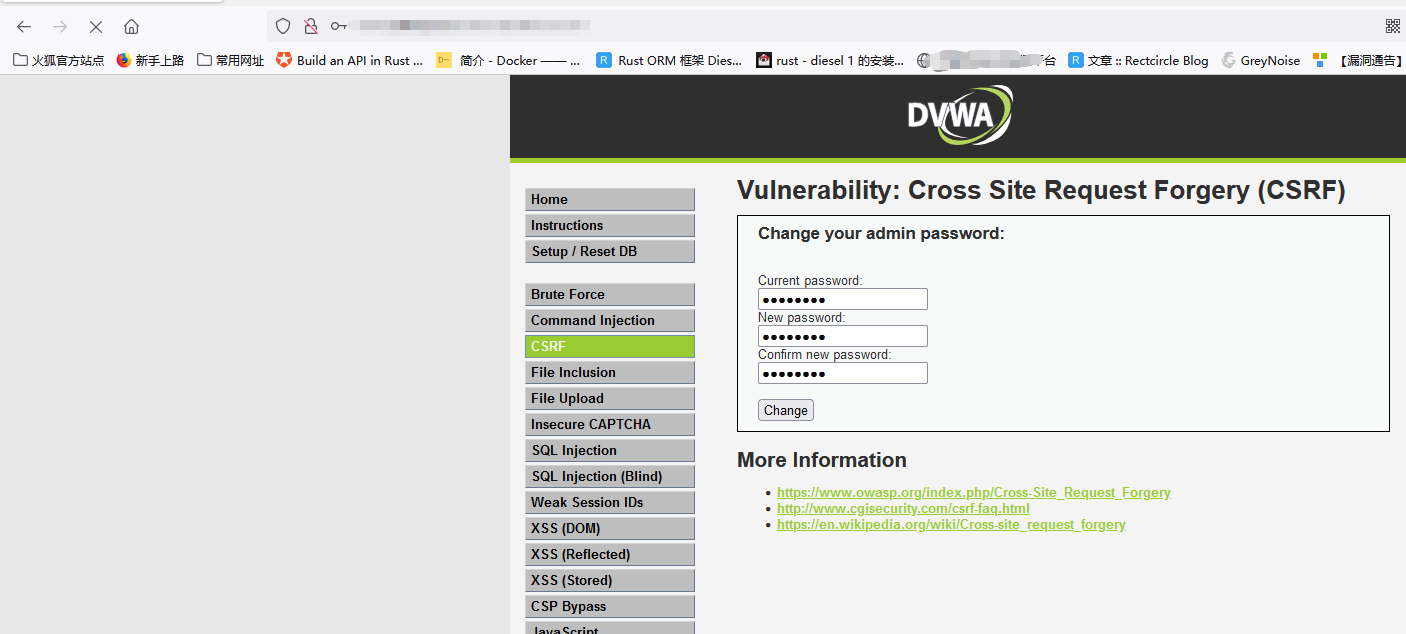 火狐官方站点 新手上路 常用网址 Build an API in Rust ... 简介 - Docker —— ... R Rust ORM 框架 Dies... rust - diesel 1 的安装... 平台 R 文章 :: Rectcircle Blog GreyNoise 【漏洞通告】
DVWA
Home
Instructions
Setup / Reset DB
Brute Force
Command Injection
CSRF
File Inclusion
File Upload
Insecure CAPTCHA
SQL Injection
SQL Injection (Blind)
Weak Session IDs
XSS (DOM)
XSS (Reflected)
XSS (Stored)
CSP Bypass
JavaScript
Vulnerability: Cross Site Request Forgery (CSRF)
Change your admin password:
Current password:
New password:
Confirm new password:
Change
More Information
https://www.owasp.org/index.php/Cross-Site_Request_Forgery
http://www.cgisecurity.com/csrf-faq.html
https://en.wikipedia.org/wiki/Cross-site_request_forgery